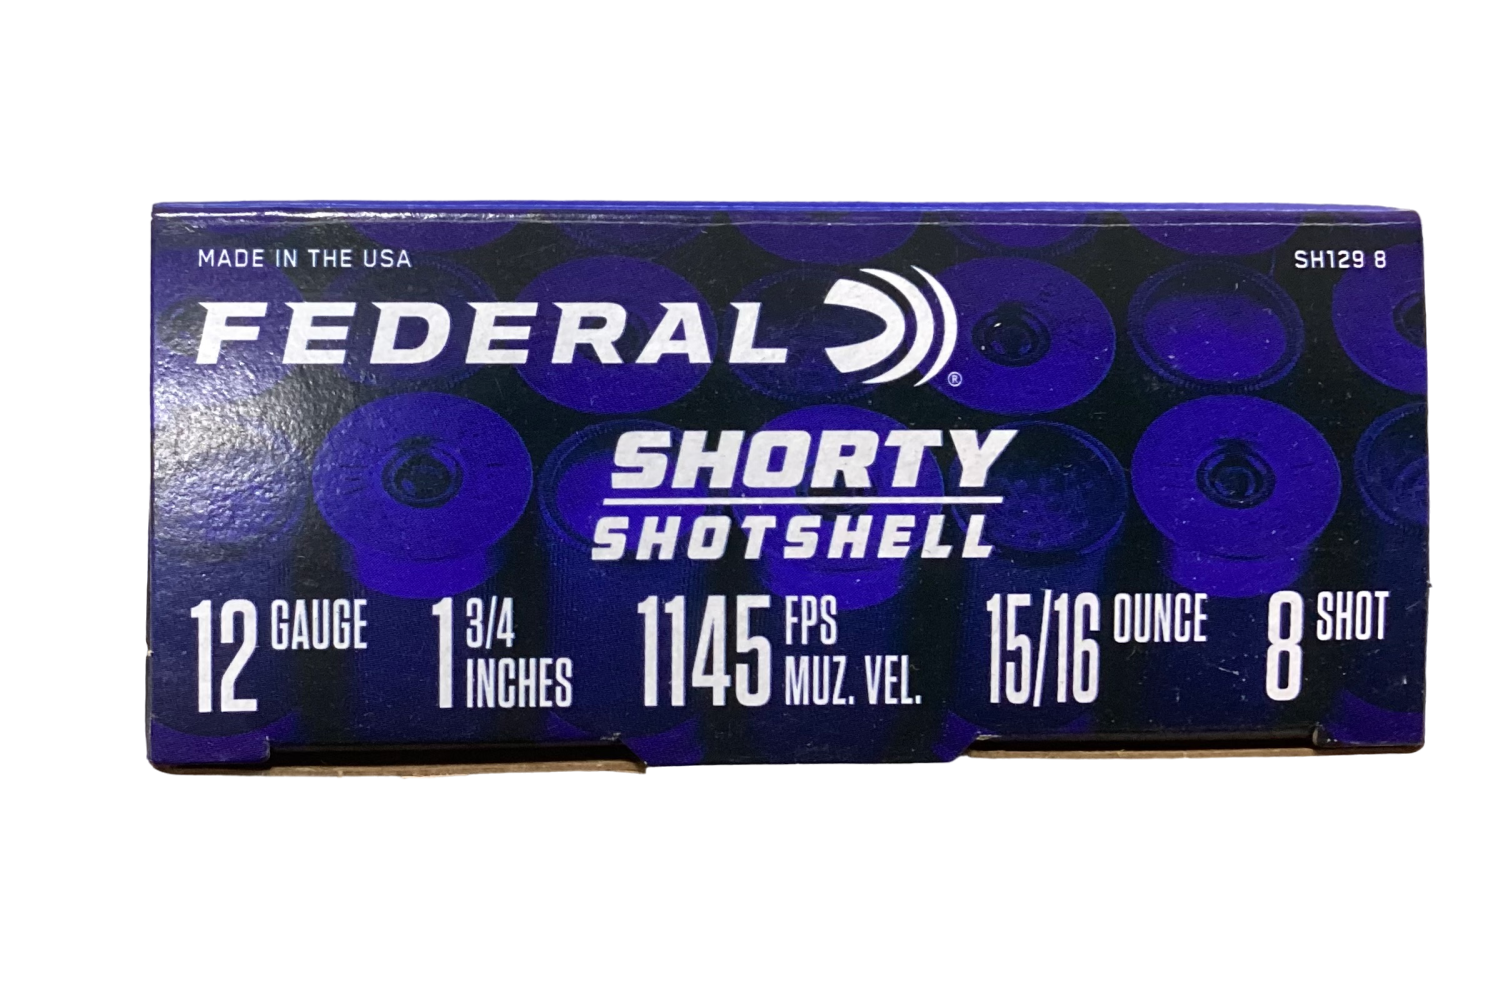 MADE IN THE USA
SH129 8
FEDERAL ®
SHORTY
SHOTSHELL
12 GAUGE 1 3/4 INCHES 1145 FPS MUZ. VEL. 15/16 OUNCE 8 SHOT